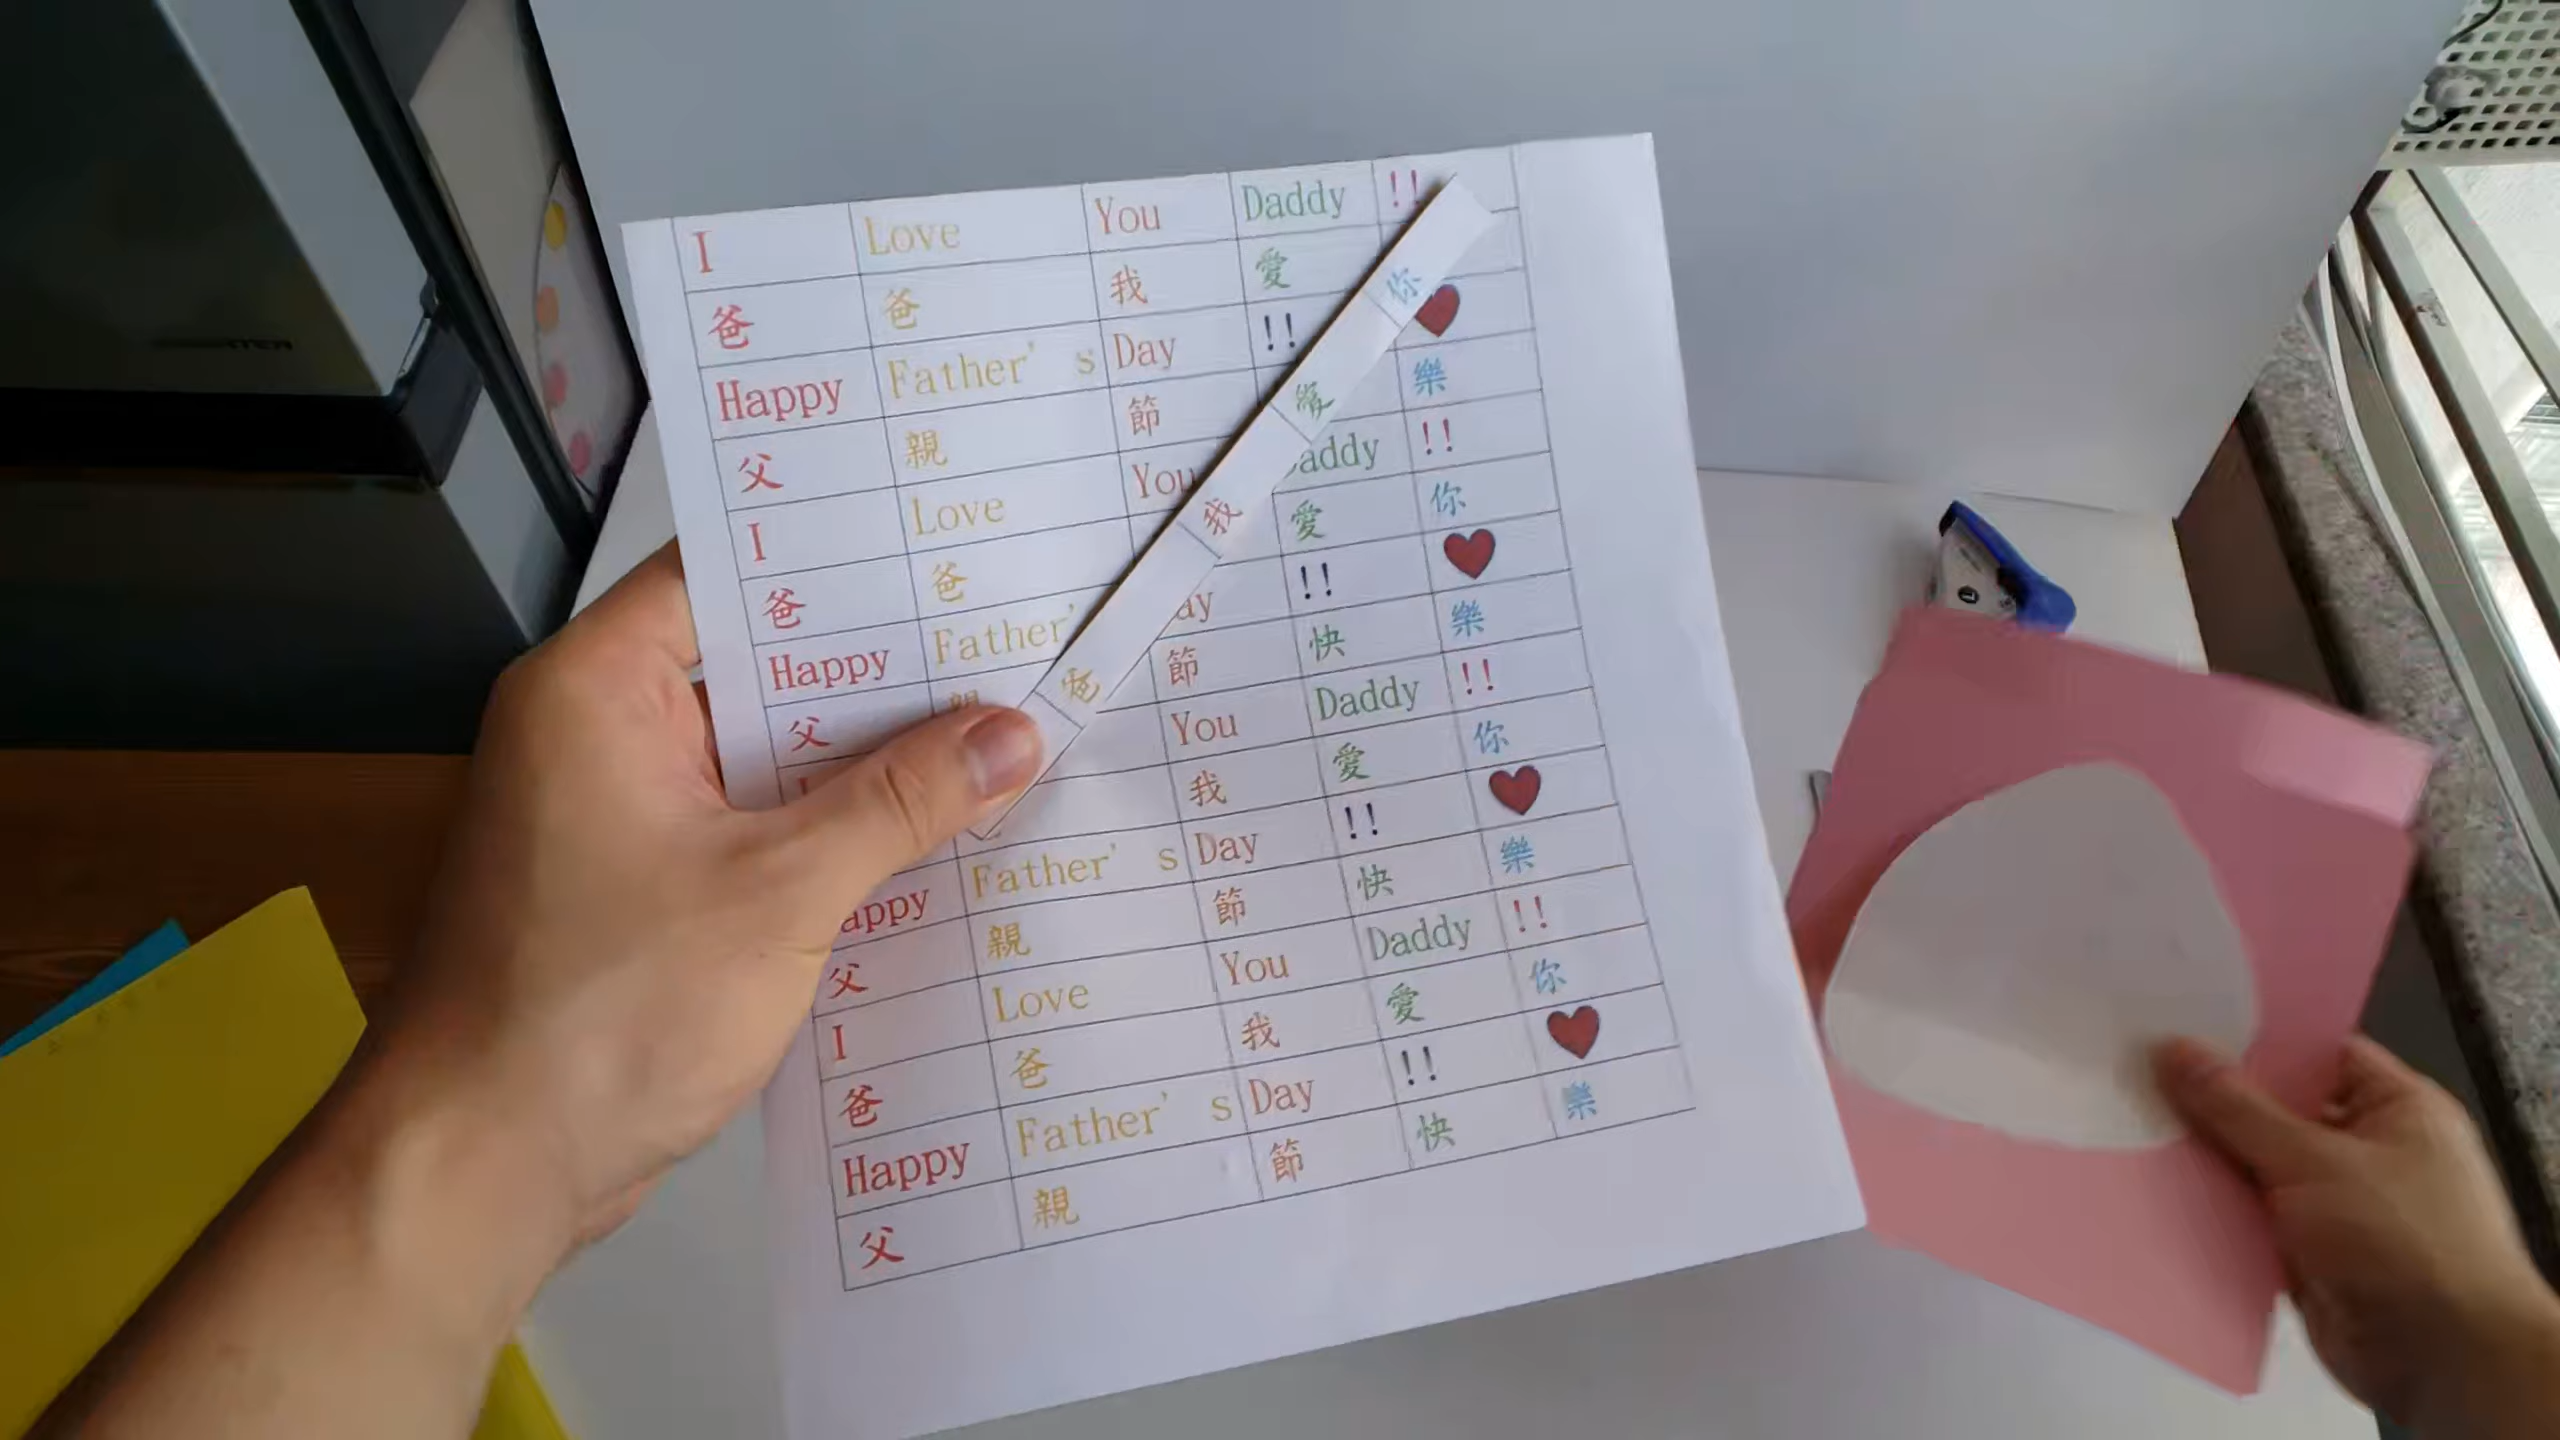 I Love You Daddy !!
爸 爸 我 愛
Happy Father's Day !!
父 親 節 樂
I Love You addy !!
爸 爸 愛 你
Happy Father' ay !!
父 親 節 快 樂
You Daddy !!
我 愛 你
appy Father's Day !!
父 親 節 快 樂
I Love You Daddy !!
爸 爸 我 愛 你
Happy Father's Day !!
父 親 節 快 樂
爸 我 愛 你